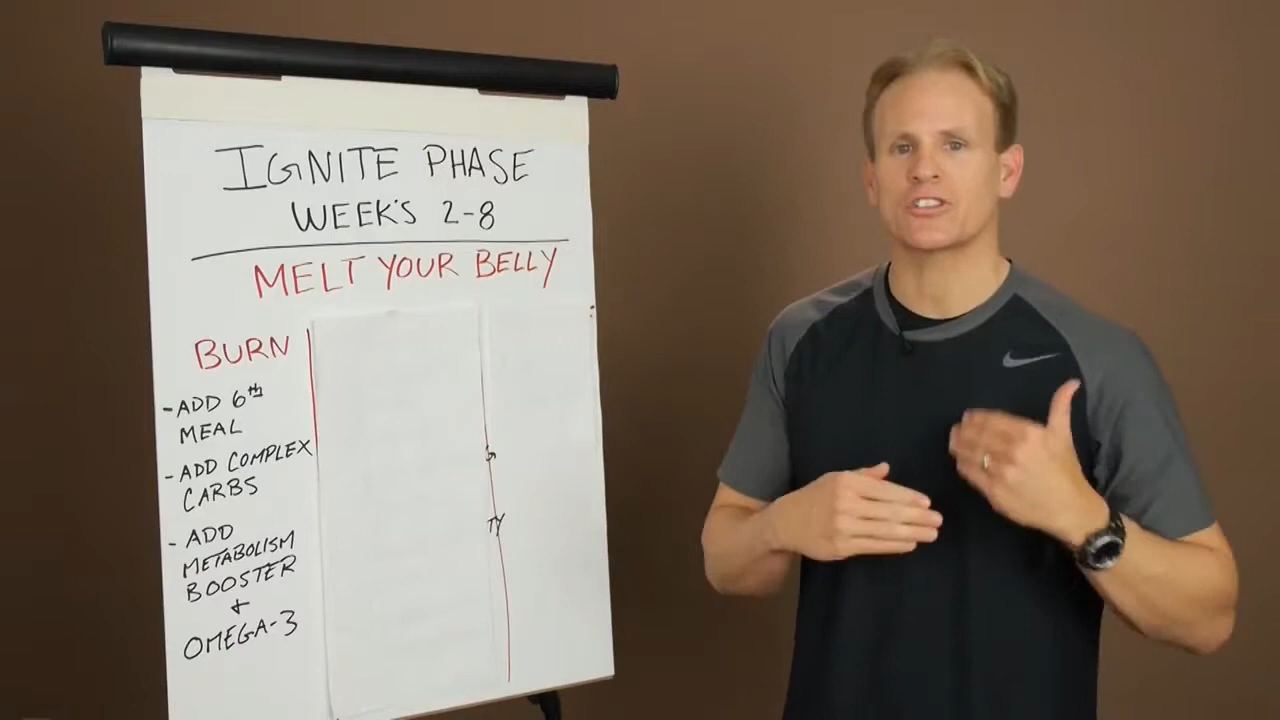 IGNITE PHASE
WEEK'S 2-8
MELT YOUR BELLY
BURN
- ADD 6th
MEAL
- ADD COMPLEX
CARBS
- ADD
METABOLISM
BOOSTER
+
OMEGA-3
TY